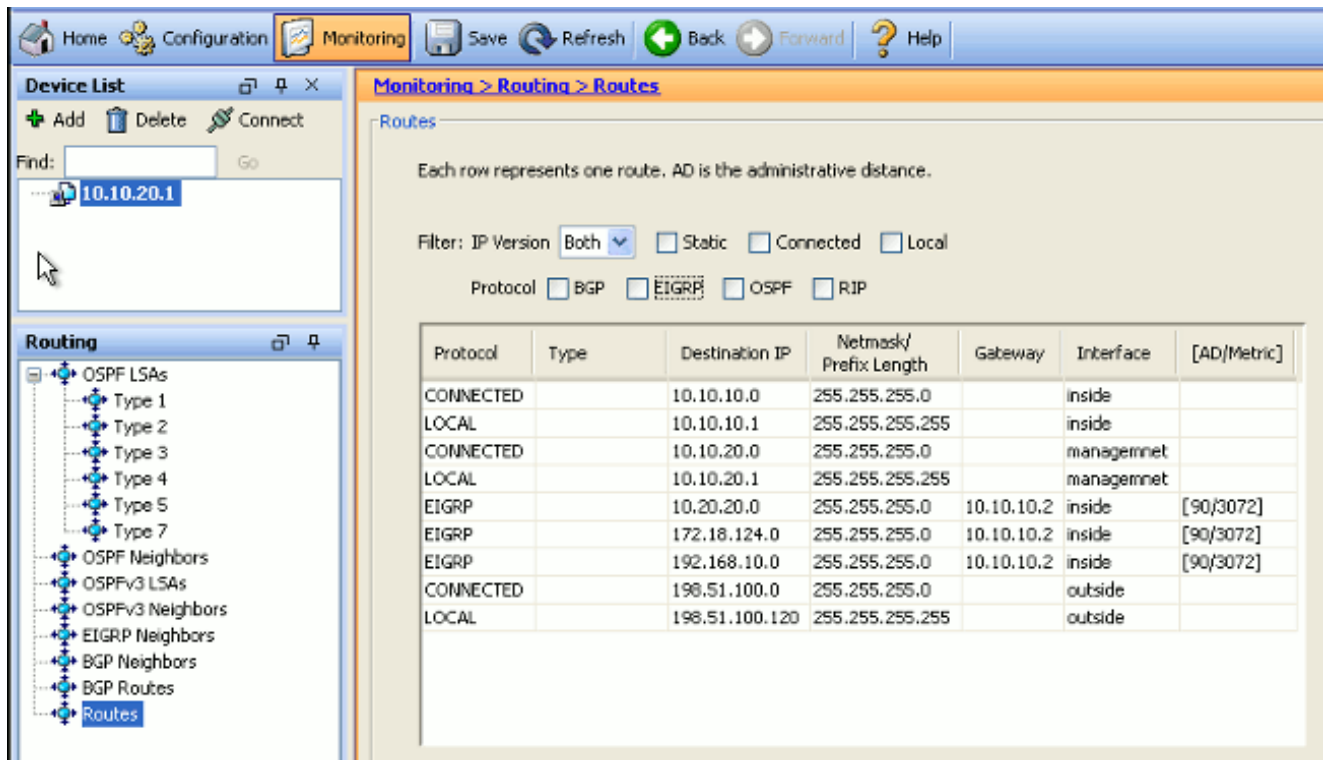 Home Configuration Monitoring Save Refresh Back Forward Help
Device List
Add Delete Connect
Find: Go
10.10.20.1
Routing
OSPF LSAs
Type 1
Type 2
Type 3
Type 4
Type 5
Type 7
OSPF Neighbors
OSPFv3 LSAs
OSPFv3 Neighbors
EIGRP Neighbors
BGP Neighbors
BGP Routes
Routes
Monitoring > Routing > Routes
Routes
Each row represents one route. AD is the administrative distance.
Filter: IP Version Both Static Connected Local
Protocol BGP EIGRP OSPF RIP
Protocol Type Destination IP Netmask/ Prefix Length Gateway Interface [AD/Metric]
CONNECTED 10.10.10.0 255.255.255.0 inside
LOCAL 10.10.10.1 255.255.255.255 inside
CONNECTED 10.10.20.0 255.255.255.0 managemnet
LOCAL 10.10.20.1 255.255.255.255 managemnet
EIGRP 10.20.20.0 255.255.255.0 10.10.10.2 inside [90/3072]
EIGRP 172.18.124.0 255.255.255.0 10.10.10.2 inside [90/3072]
EIGRP 192.168.10.0 255.255.255.0 10.10.10.2 inside [90/3072]
CONNECTED 198.51.100.0 255.255.255.0 outside
LOCAL 198.51.100.120 255.255.255.255 outside